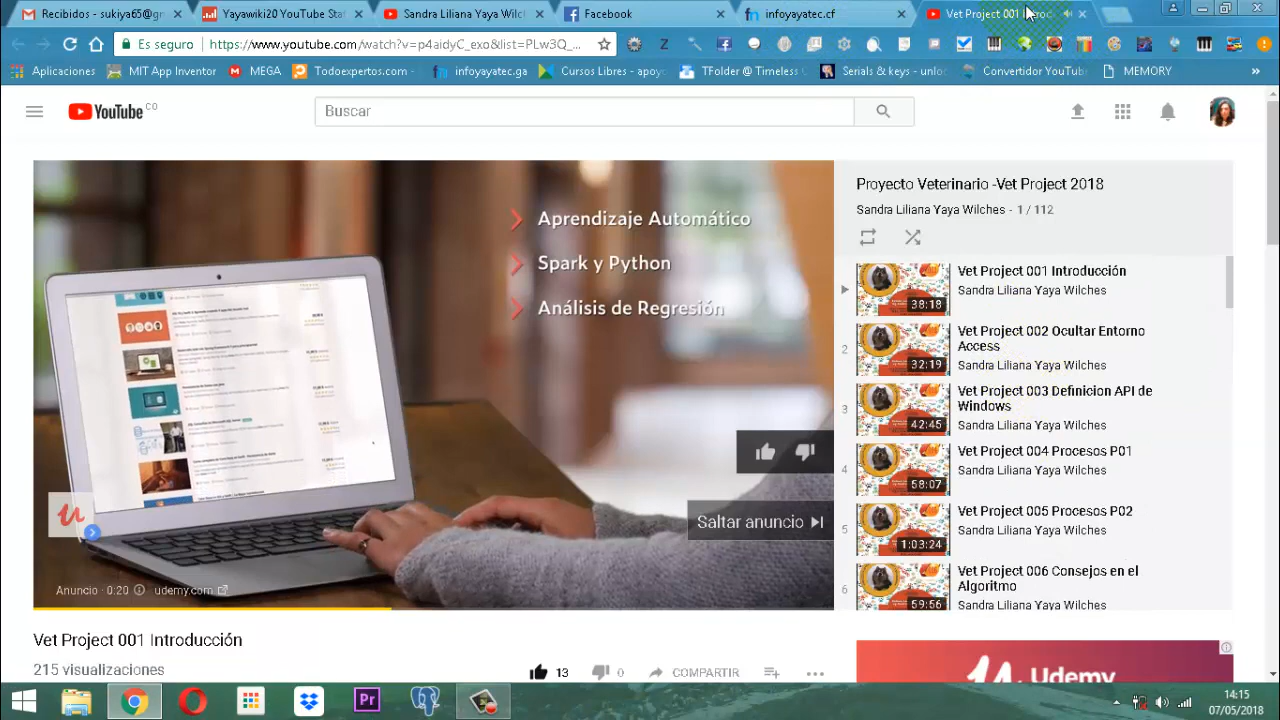 Recibidos - sukiya65@gr
Yayawiki20 YouTube Stat
Sandra Liliana Yaya Wilch
Facebook
infoyayatec.cf
Vet Project 001
Es seguro
https://www.youtube.com/watch?v=p4aidyC_exo&list=PLw3Q_...
Aplicaciones
MIT App Inventor
MEGA
Todoexpertos.com -
infoyayatec.ga
Cursos Libres - apoy
TFolder @ Timeless
Serials & keys - unlo
Convertidor YouTub
MEMORY
»
YouTube CO
Buscar
Aprendizaje Automático
Spark y Python
Análisis de Regresión
Saltar anuncio
Anuncio · 0:20
udemy.com
Vet Project 001 Introducción
215 visualizaciones
13
0
COMPARTIR
Proyecto Veterinario -Vet Project 2018
Sandra Liliana Yaya Wilches - 1 / 112
Vet Project 001 Introducción
Sandra Liliana Yaya Wilches
38:18
2
Vet Project 002 Ocultar Entorno
Access
Sandra Liliana Yaya Wilches
32:19
3
Vet Project 003 Definicion API de
Windows
Sandra Liliana Yaya Wilches
42:45
4
Vet Project 004 Procesos P01
Sandra Liliana Yaya Wilches
58:07
5
Vet Project 005 Procesos P02
Sandra Liliana Yaya Wilches
1:03:24
6
Vet Project 006 Consejos en el
Algoritmo
Sandra Liliana Yaya Wilches
59:56
Udemy
Pr
14:15
07/05/2018